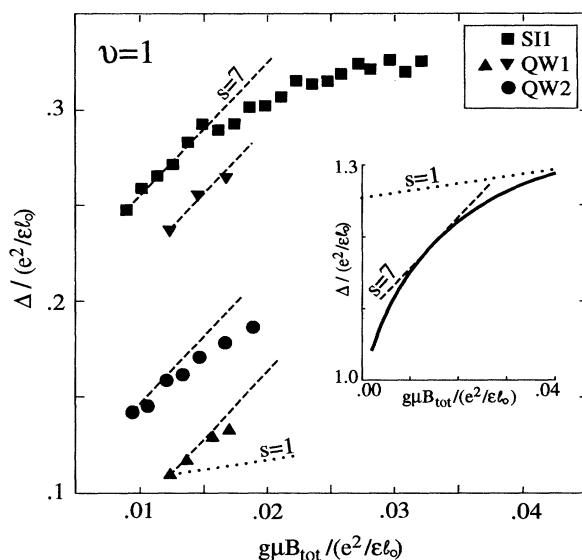 υ=1
■ SI1
▲ ▼ QW1
● QW2
s=7
s=1
Δ/(e²/εℓ₀)
.3
.2
.1
.01
.02
.03
.04
gμB_tot/(e²/εℓ₀)
1.3
s=1
s=7
Δ/(e²/εℓ₀)
1.0
.00
.04
gμB_tot/(e²/εℓ₀)